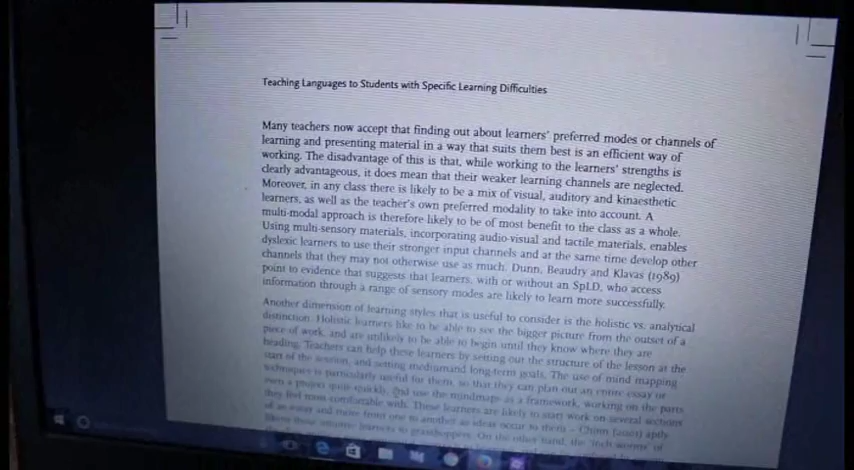 Teaching Languages to Students with Specific Learning Difficulties
Many teachers now accept that finding out about learners' preferred modes or channels of
learning and presenting material in a way that suits them best is an efficient way of
working. The disadvantage of this is that, while working to the learners' strengths is
clearly advantageous, it does mean that their weaker learning channels are neglected.
Moreover, in any class there is likely to be a mix of visual, auditory and kinaesthetic
learners, as well as the teacher's own preferred modality to take into account. A
multi-modal approach is therefore likely to be of most benefit to the class as a whole.
Using multi-sensory materials, incorporating audio-visual and tactile materials, enables
dyslexic learners to use their stronger input channels and at the same time develop other
channels that they may not otherwise use as much. Dunn, Beaudry and Klavas (1989)
point to evidence that suggests that learners, with or without an SpLD, who access
information through a range of sensory modes are likely to learn more successfully.
Another dimension of learning styles that is useful to consider is the holistic vs. analytical
distinction. Holistic learners like to be able to see the bigger picture from the outset of a
piece of work, and are unlikely to be able to begin until they know where they are
heading. Teachers can help these learners by setting out the structure of the lesson at the
start of the session, and setting mediumand long-term goals. The use of mind mapping
techniques is particularly useful for them, so that they can plan out an entire essay or
even a project quite quickly, and use the mindmaps as a framework, working on the parts
they feel most comfortable with. These learners are likely to start work on several sections
of an essay and move from one to another as ideas occur to them – Chinn aptly
likens these learners to grasshoppers. On the other hand, the